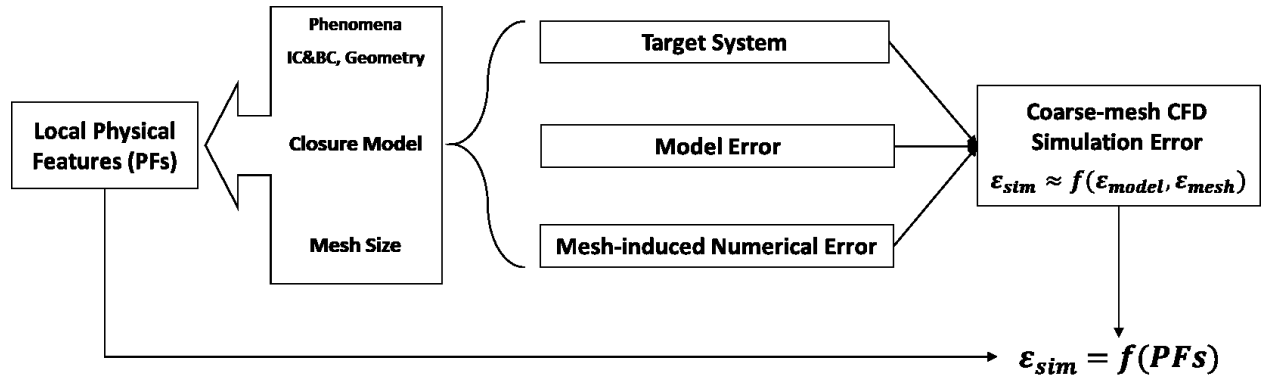 Local Physical
Features (PFs)
Phenomena
IC&BC, Geometry
Closure Model
Mesh Size
Target System
Model Error
Mesh-induced Numerical Error
Coarse-mesh CFD
Simulation Error
ε_sim ≈ f(ε_model, ε_mesh)
ε_sim = f(PFs)